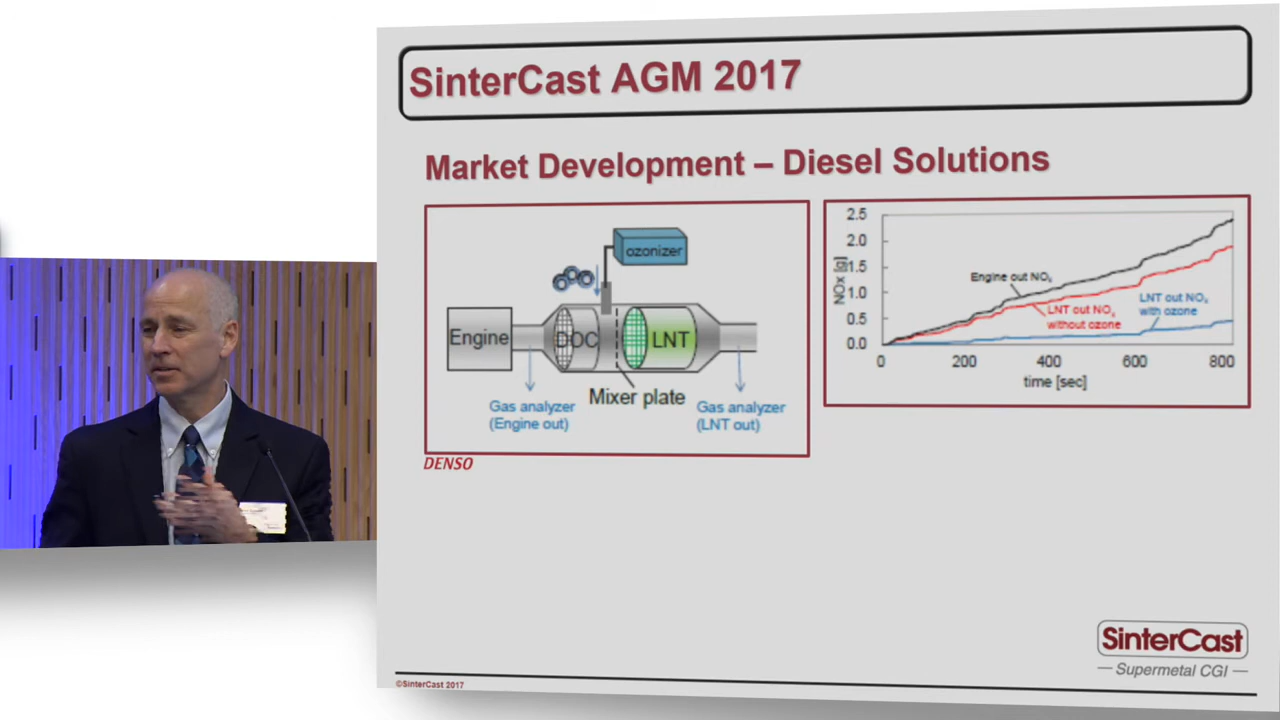 SinterCast AGM 2017
Market Development – Diesel Solutions
ozonizer
Engine
DOC
LNT
Mixer plate
Gas analyzer
(Engine out)
Gas analyzer
(LNT out)
DENSO
2.5
2.0
1.5
1.0
0.5
0.0
NOx [g]
Engine out NOx
LNT out NOx
without ozone
LNT out NOx
with ozone
0 200 400 600 800
time [sec]
SinterCast
— Supermetal CGI —
©SinterCast 2017